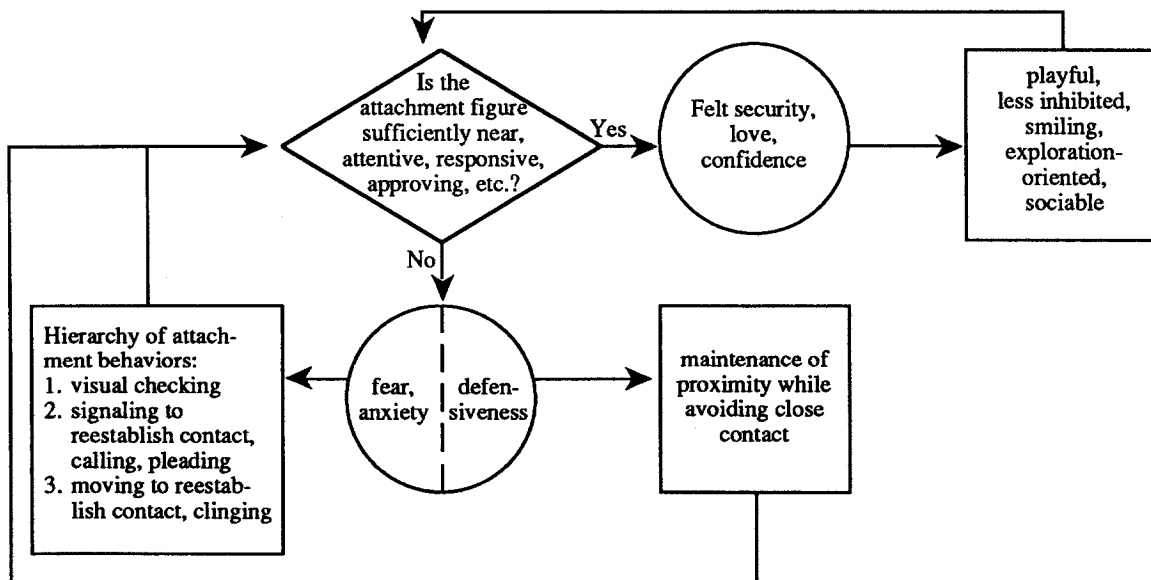 Is the
attachment figure
sufficiently near,
attentive, responsive,
approving, etc.?
Yes
Felt security,
love,
confidence
playful,
less inhibited,
smiling,
exploration-
oriented,
sociable
No
Hierarchy of attach-
ment behaviors:
1. visual checking
2. signaling to
reestablish contact,
calling, pleading
3. moving to reestab-
lish contact, clinging
fear,
anxiety
defen-
siveness
maintenance of
proximity while
avoiding close
contact